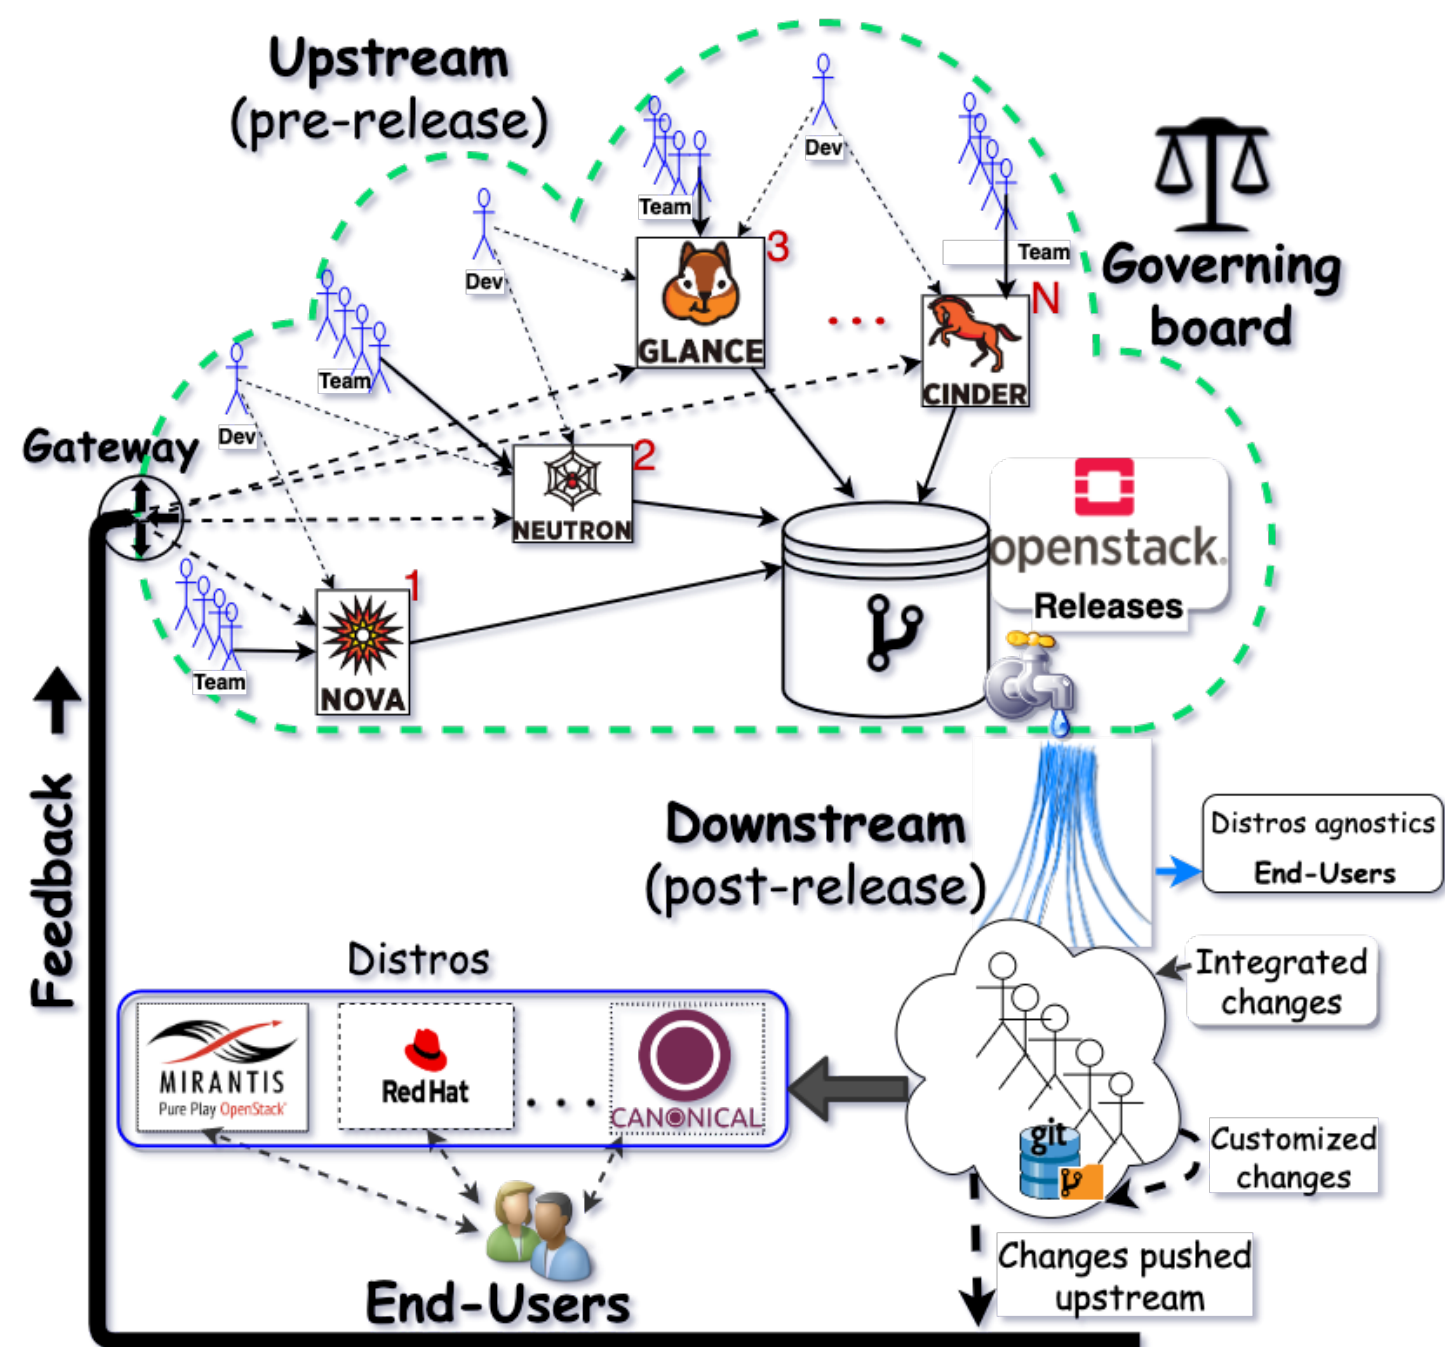 Upstream
(pre-release)
Dev
Team
Team
Governing
board
Dev
3
N
GLANCE
CINDER
Team
Dev
Gateway
2
NEUTRON
openstack.
Releases
1
Team
NOVA
Feedback
Downstream
(post-release)
Distros agnostics
End-Users
Distros
Integrated
changes
MIRANTIS
Pure Play OpenStack
Red Hat
CANONICAL
git
Customized
changes
Changes pushed
upstream
End-Users